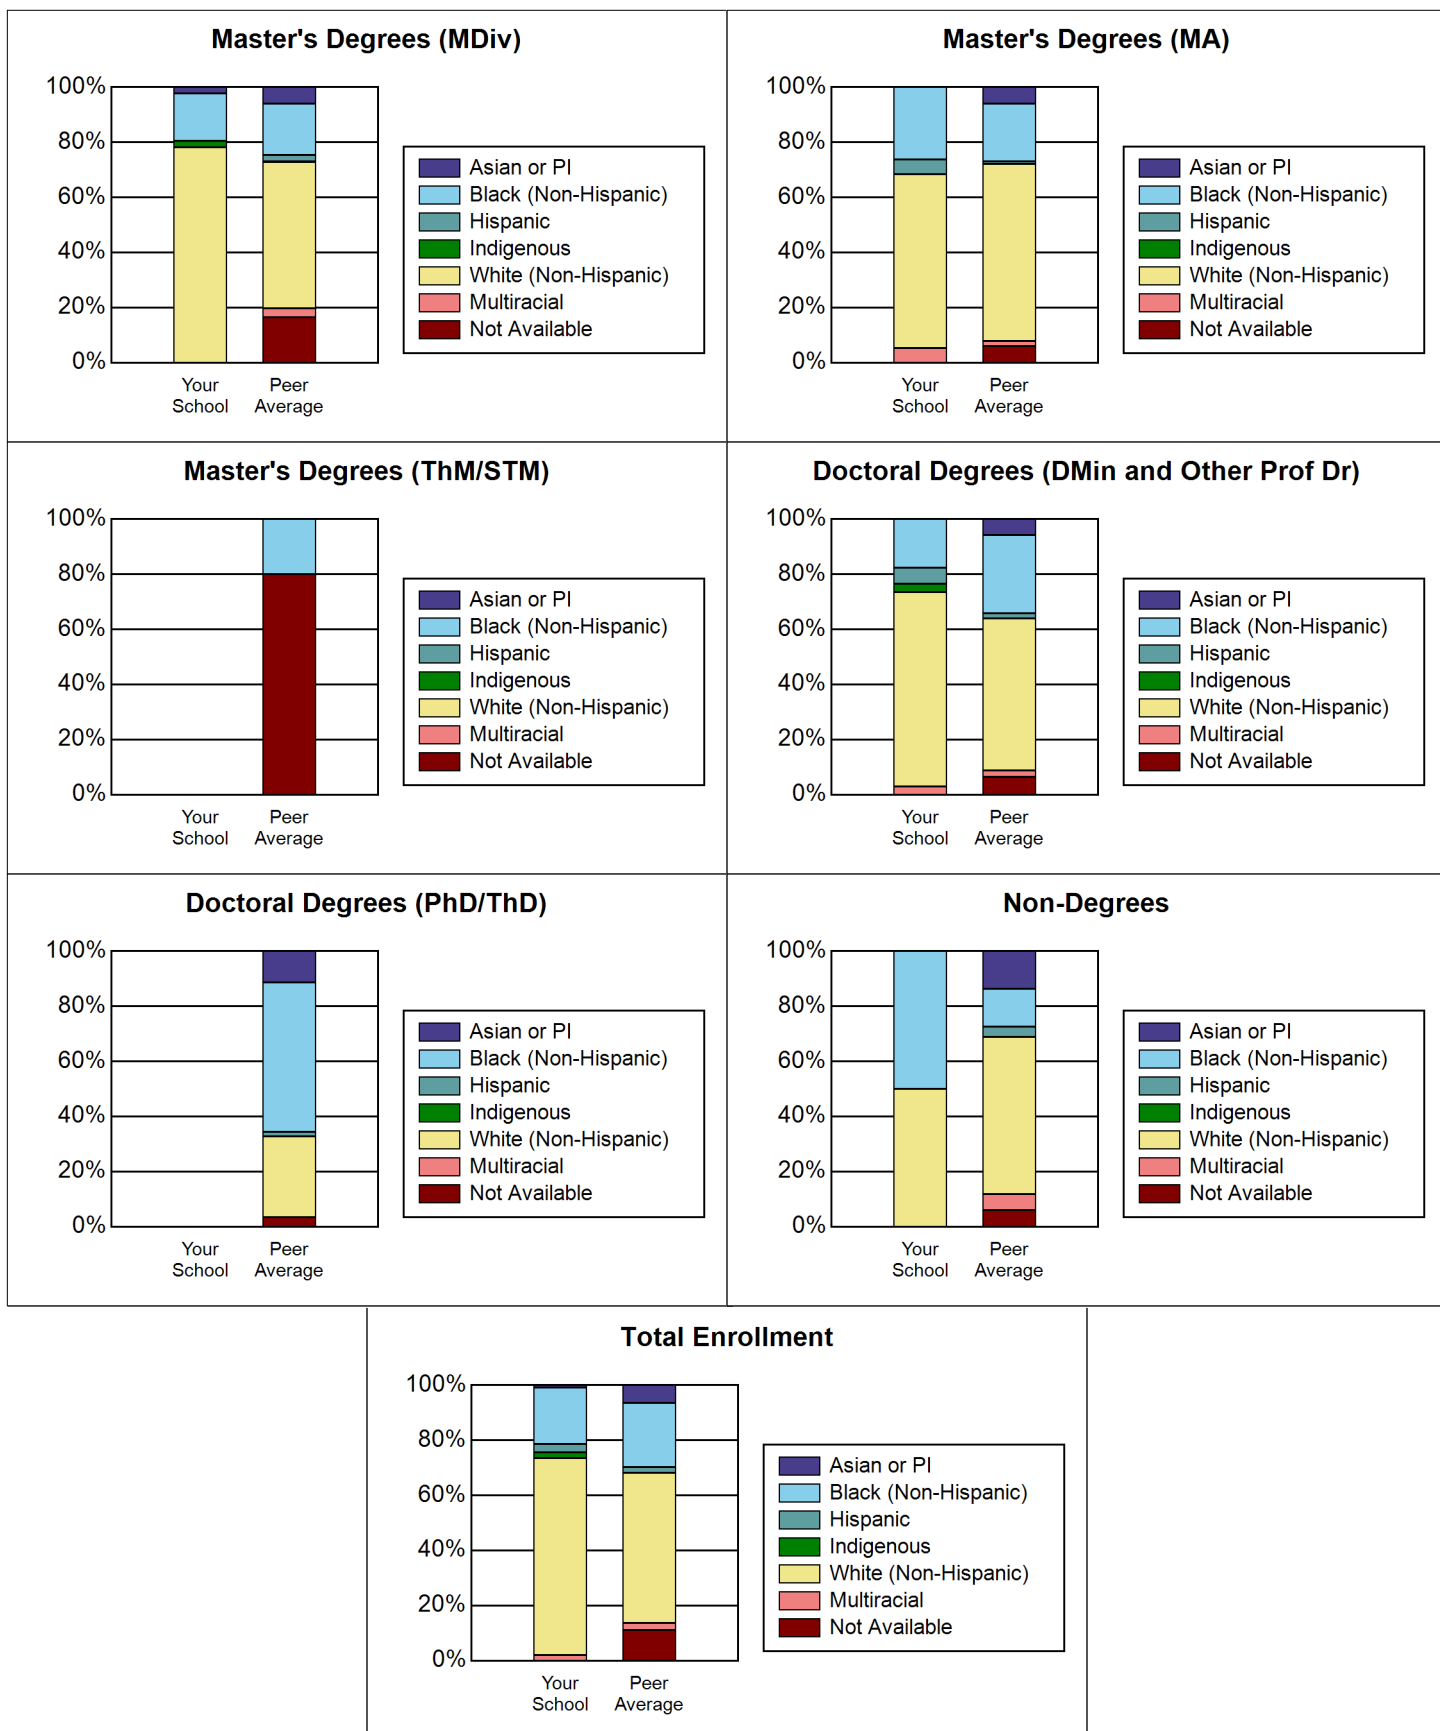 Master's Degrees (MDiv)
100%
80%
60%
40%
20%
0%
Your
School
Peer
Average
Asian or PI
Black (Non-Hispanic)
Hispanic
Indigenous
White (Non-Hispanic)
Multiracial
Not Available
Master's Degrees (MA)
100%
80%
60%
40%
20%
0%
Your
School
Peer
Average
Asian or PI
Black (Non-Hispanic)
Hispanic
Indigenous
White (Non-Hispanic)
Multiracial
Not Available
Master's Degrees (ThM/STM)
100%
80%
60%
40%
20%
0%
Your
School
Peer
Average
Asian or PI
Black (Non-Hispanic)
Hispanic
Indigenous
White (Non-Hispanic)
Multiracial
Not Available
Doctoral Degrees (DMin and Other Prof Dr)
100%
80%
60%
40%
20%
0%
Your
School
Peer
Average
Asian or PI
Black (Non-Hispanic)
Hispanic
Indigenous
White (Non-Hispanic)
Multiracial
Not Available
Doctoral Degrees (PhD/ThD)
100%
80%
60%
40%
20%
0%
Your
School
Peer
Average
Asian or PI
Black (Non-Hispanic)
Hispanic
Indigenous
White (Non-Hispanic)
Multiracial
Not Available
Non-Degrees
100%
80%
60%
40%
20%
0%
Your
School
Peer
Average
Asian or PI
Black (Non-Hispanic)
Hispanic
Indigenous
White (Non-Hispanic)
Multiracial
Not Available
Total Enrollment
100%
80%
60%
40%
20%
0%
Your
School
Peer
Average
Asian or PI
Black (Non-Hispanic)
Hispanic
Indigenous
White (Non-Hispanic)
Multiracial
Not Available